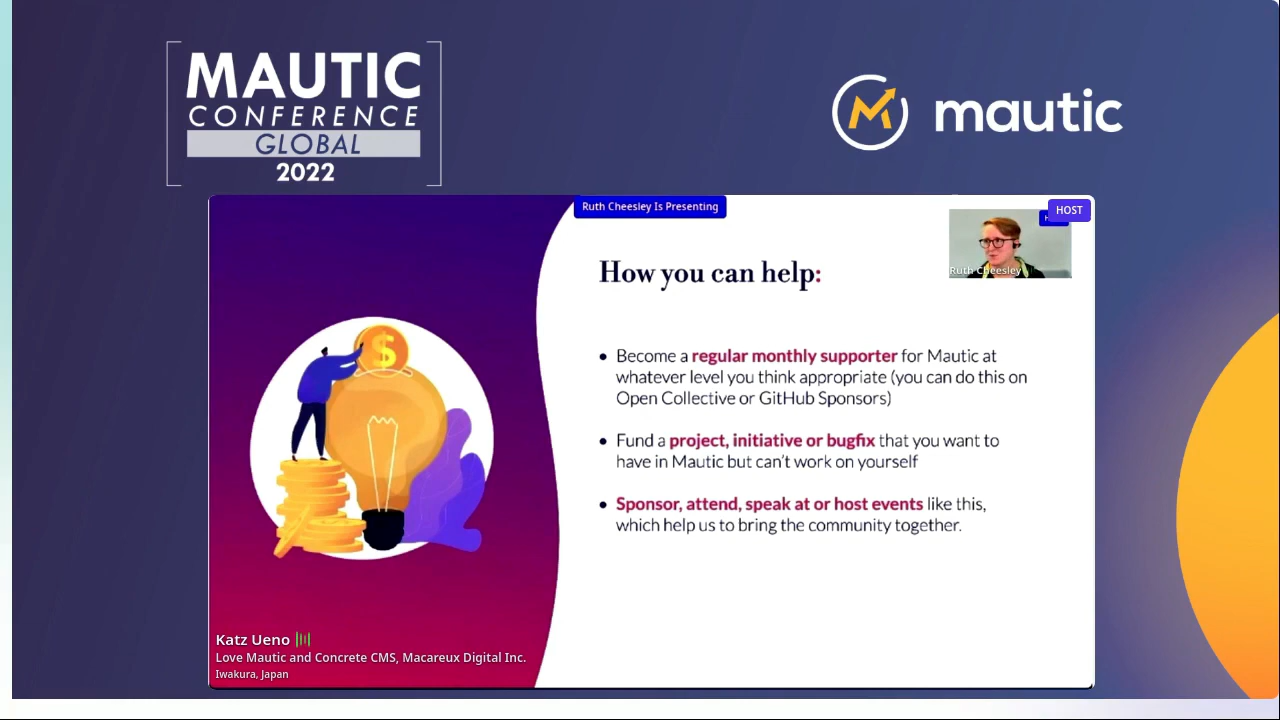 MAUTIC
CONFERENCE
GLOBAL
2022
mautic
Ruth Cheesley Is Presenting
HOST
Ruth Cheesley
How you can help:
• Become a regular monthly supporter for Mautic at
whatever level you think appropriate (you can do this on
Open Collective or GitHub Sponsors)
• Fund a project, initiative or bugfix that you want to
have in Mautic but can't work on yourself
• Sponsor, attend, speak at or host events like this,
which help us to bring the community together.
$
Katz Ueno
Love Mautic and Concrete CMS, Macareux Digital Inc.
Iwakura, Japan